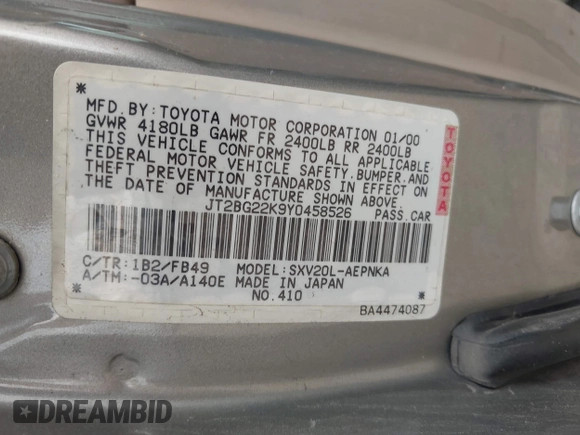 MFD. BY: TOYOTA MOTOR CORPORATION 01/00
GVWR 4180LB GAWR FR 2400LB RR 2400LB
THIS VEHICLE CONFORMS TO ALL APPLICABLE
FEDERAL MOTOR VEHICLE SAFETY, BUMPER, AND
THEFT PREVENTION STANDARDS IN EFFECT ON
THE DATE OF MANUFACTURE SHOWN ABOVE.
JT2BG22K9Y0458526 PASS. CAR
TOYOTA
C/TR: 1B2/FB49 MODEL: SXV20L-AEPNKA
A/TM: -03A/A140E MADE IN JAPAN
NO. 410
BA4474087
DREAMBID